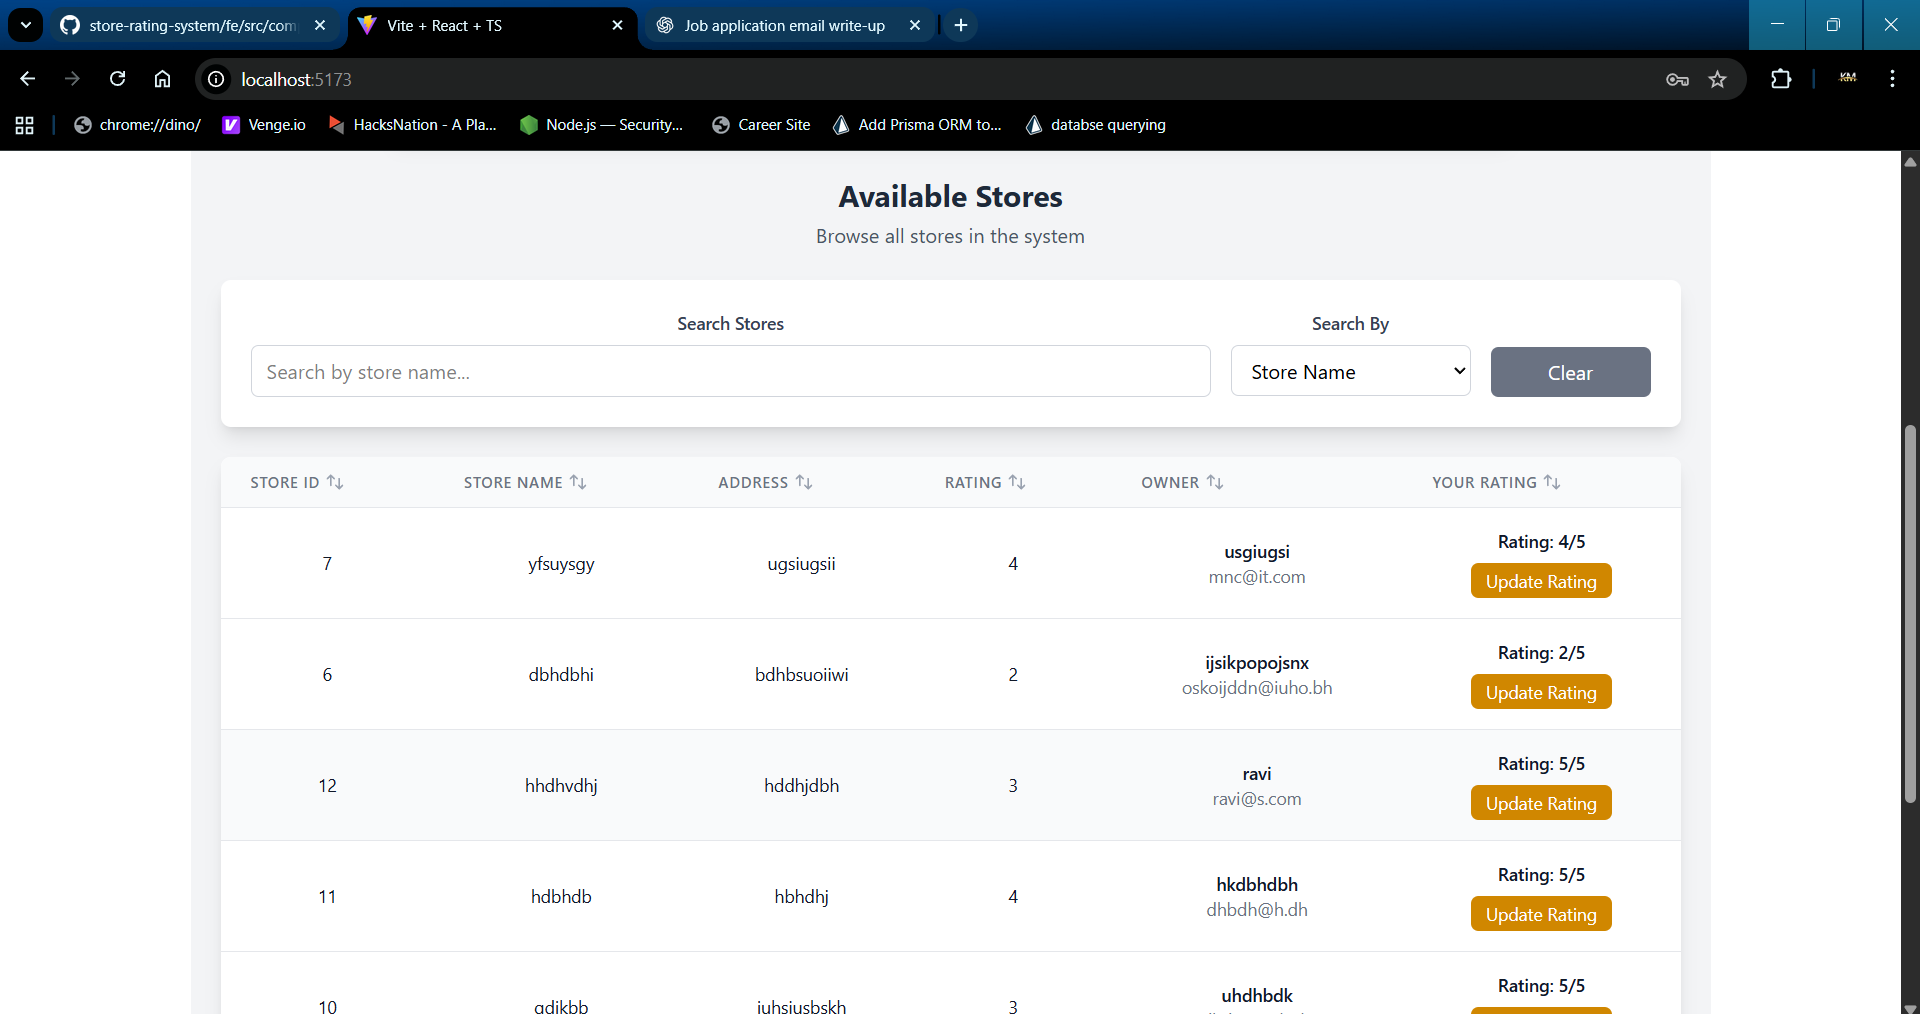 store-rating-system/fe/src/com
Vite + React + TS
Job application email write-up
localhost:5173
KM
chrome://dino/
Venge.io
HacksNation - A Pla...
Node.js — Security...
Career Site
Add Prisma ORM to...
databse querying
Available Stores
Browse all stores in the system
Search Stores
Search By
Search by store name...
Store Name
Clear
STORE ID STORE NAME ADDRESS RATING OWNER YOUR RATING
7 yfsuysgy ugsiugsii 4 usgiugsi Rating: 4/5
mnc@it.com Update Rating
6 dbhdbhi bdhbsuoiiwi 2 ijsikpopojsnx Rating: 2/5
oskoijddn@iuho.bh Update Rating
12 hhdhvdhj hddhjdbh 3 ravi Rating: 5/5
ravi@s.com Update Rating
11 hdbhdb hbhdhj 4 hkdbhdbh Rating: 5/5
dhbdh@h.dh Update Rating
10 iuhsiusbskh 3 uhdhbdk Rating: 5/5